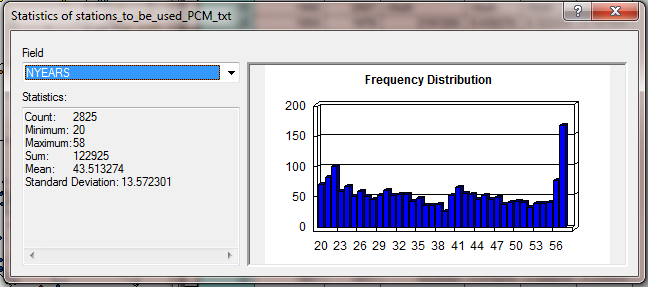 Statistics of stations_to_be_used_PCM_txt
Field
NYEARS
Statistics:
Count: 2825
Minimum: 20
Maximum: 58
Sum: 122925
Mean: 43.513274
Standard Deviation: 13.572301
Frequency Distribution
200
150
100
50
0
20 23 26 29 32 35 38 41 44 47 50 53 56